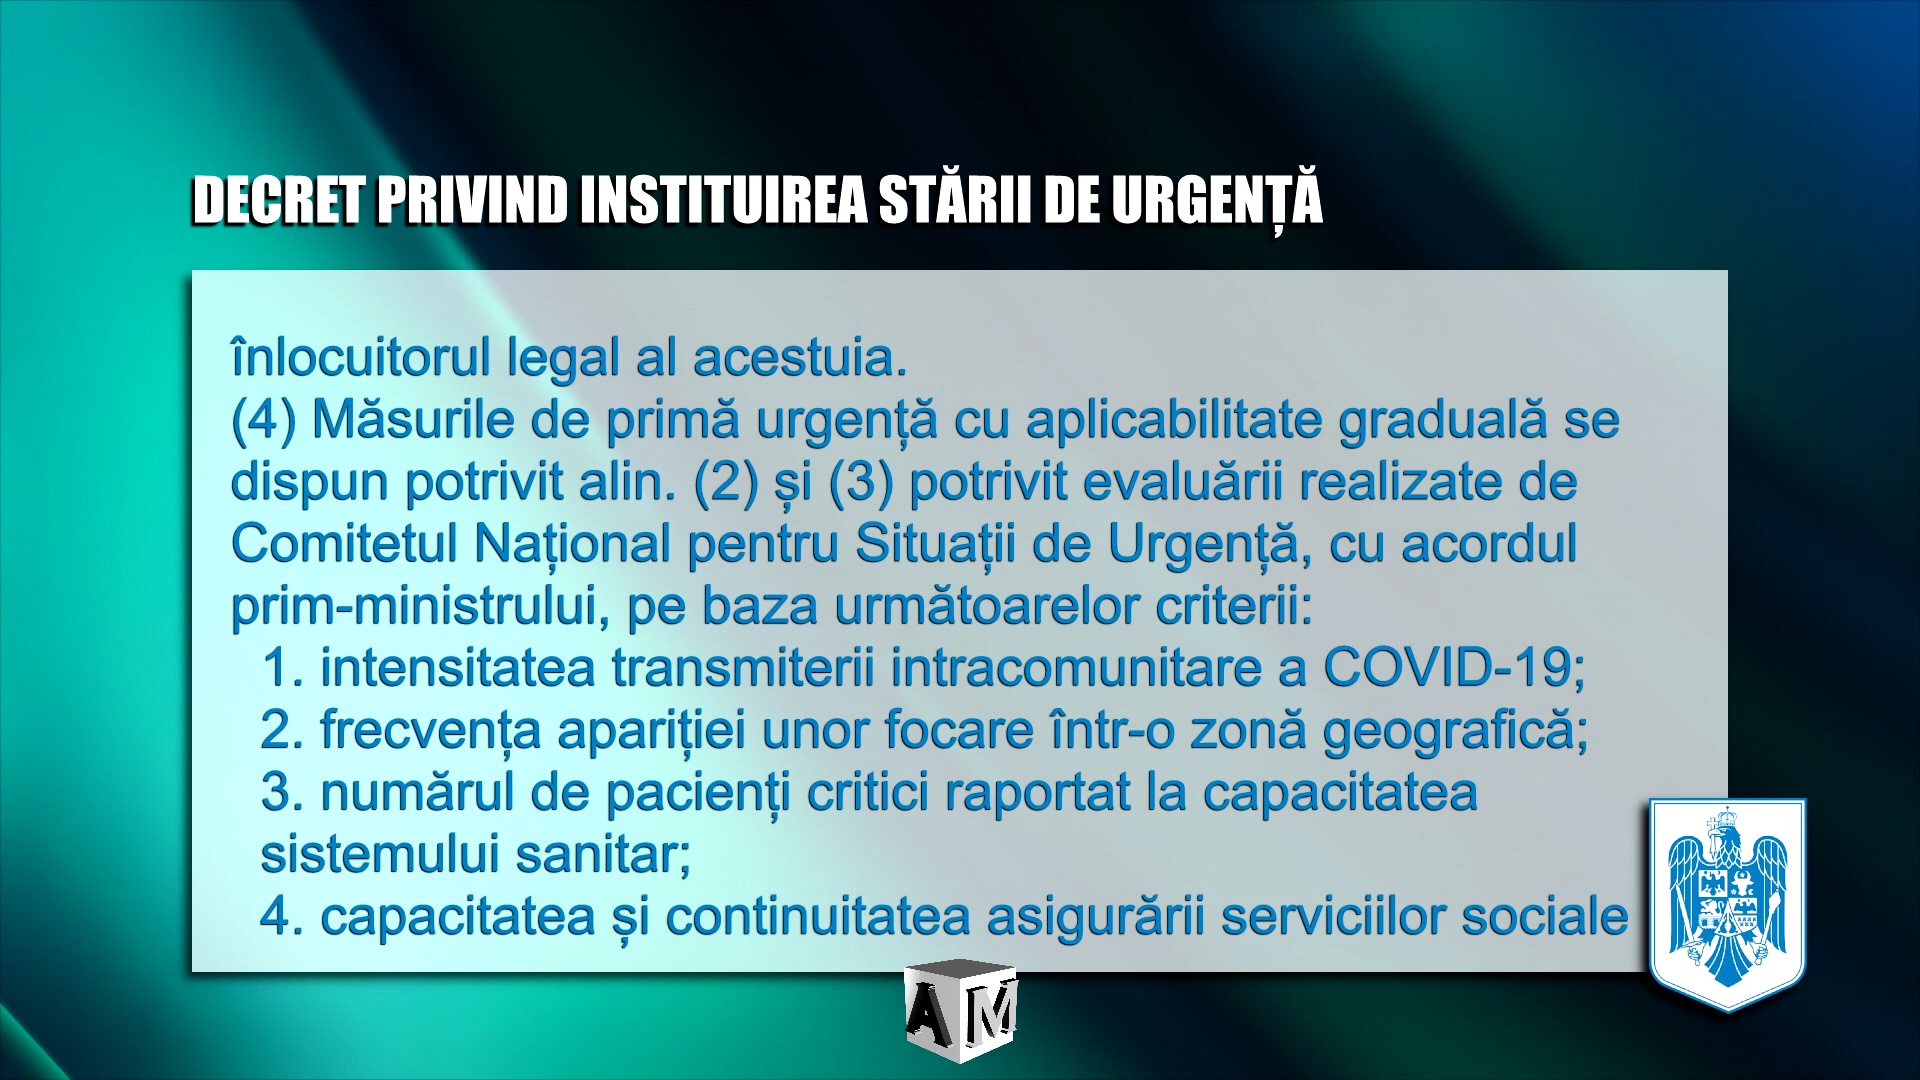 DECRET PRIVIND INSTITUIREA STĂRII DE URGENȚĂ
înlocuitorul legal al acestuia.
(4) Măsurile de primă urgență cu aplicabilitate graduală se
dispun potrivit alin. (2) și (3) potrivit evaluării realizate de
Comitetul Național pentru Situații de Urgență, cu acordul
prim-ministrului, pe baza următoarelor criterii:
1. intensitatea transmiterii intracomunitare a COVID-19;
2. frecvența apariției unor focare într-o zonă geografică;
3. numărul de pacienți critici raportat la capacitatea
sistemului sanitar;
4. capacitatea și continuitatea asigurării serviciilor sociale
A M